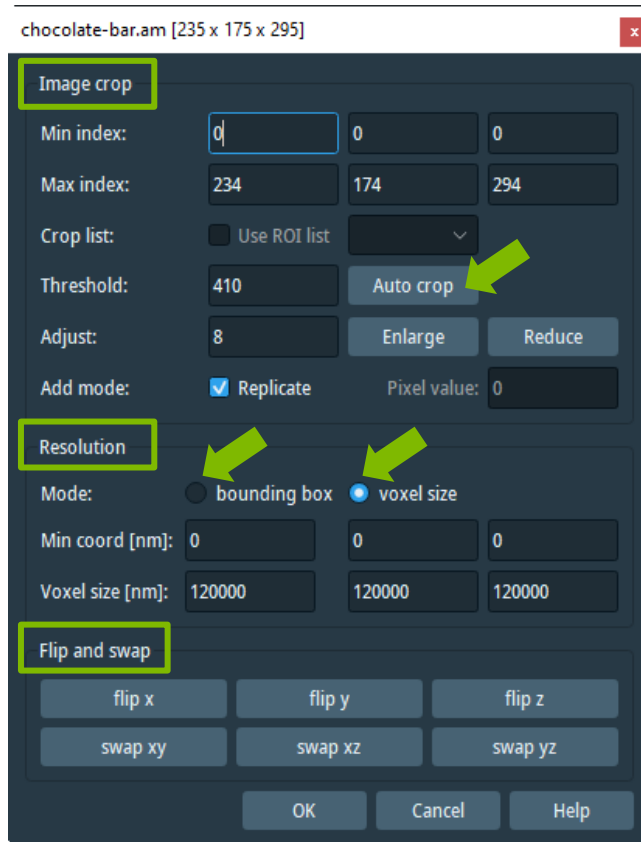 chocolate-bar.am [235 x 175 x 295]
x
Image crop
Min index: 0 0 0
Max index: 234 174 294
Crop list: Use ROI list
Threshold: 410 Auto crop
Adjust: 8 Enlarge Reduce
Add mode: Replicate Pixel value: 0
Resolution
Mode: bounding box voxel size
Min coord [nm]: 0 0 0
Voxel size [nm]: 120000 120000 120000
Flip and swap
flip x flip y flip z
swap xy swap xz swap yz
OK Cancel Help